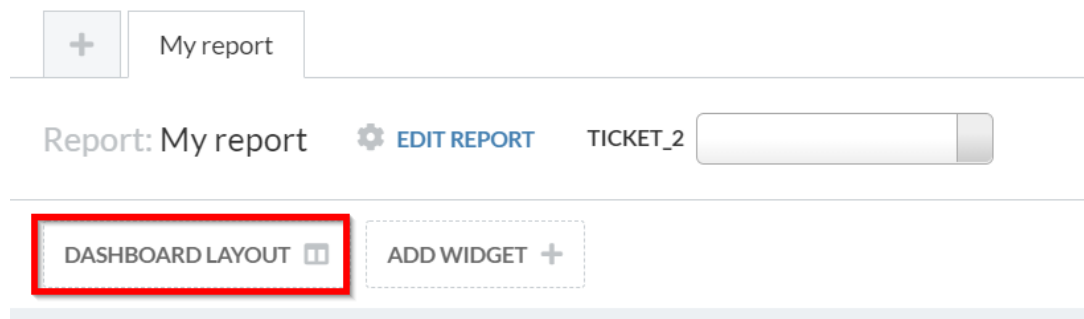 + My report
Report: My report EDIT REPORT TICKET_2
DASHBOARD LAYOUT ADD WIDGET +